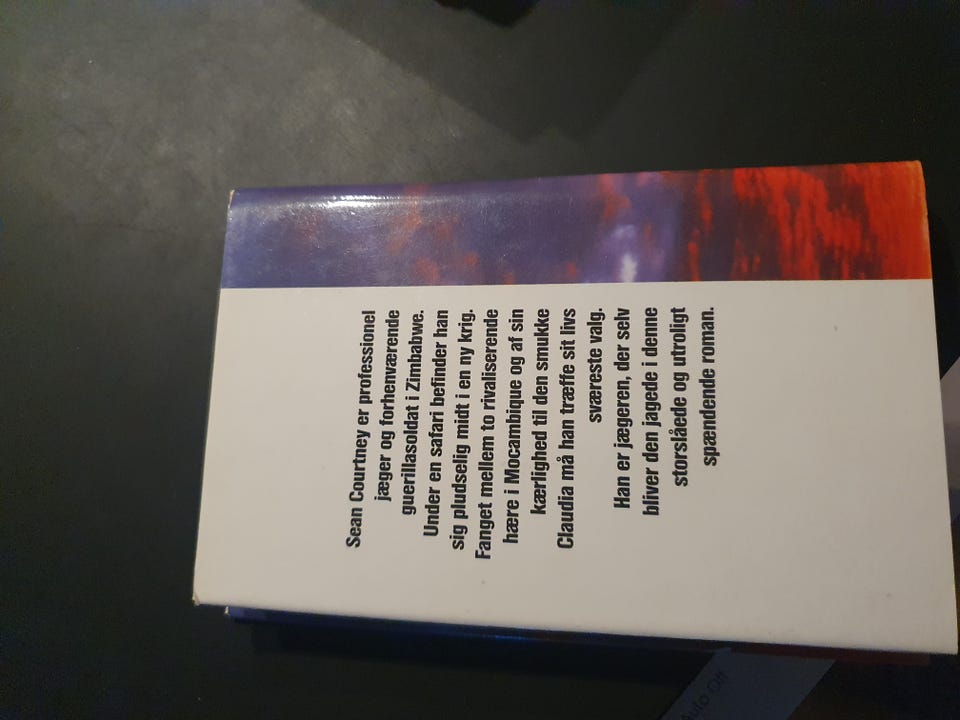 Sean Courtney er professionel
jæger og forhenværende
guerillasoldat i Zimbabwe.
Under en safari befinder han
sig pludselig midt i en ny krig.
Fanget mellem to rivaliserende
hære i Mocambique og af sin
kærlighed til den smukke
Claudia må han træffe sit livs
sværeste valg.
Han er jægeren, der selv
bliver den jagede i denne
storslåede og utroligt
spændende roman.
Auto Off